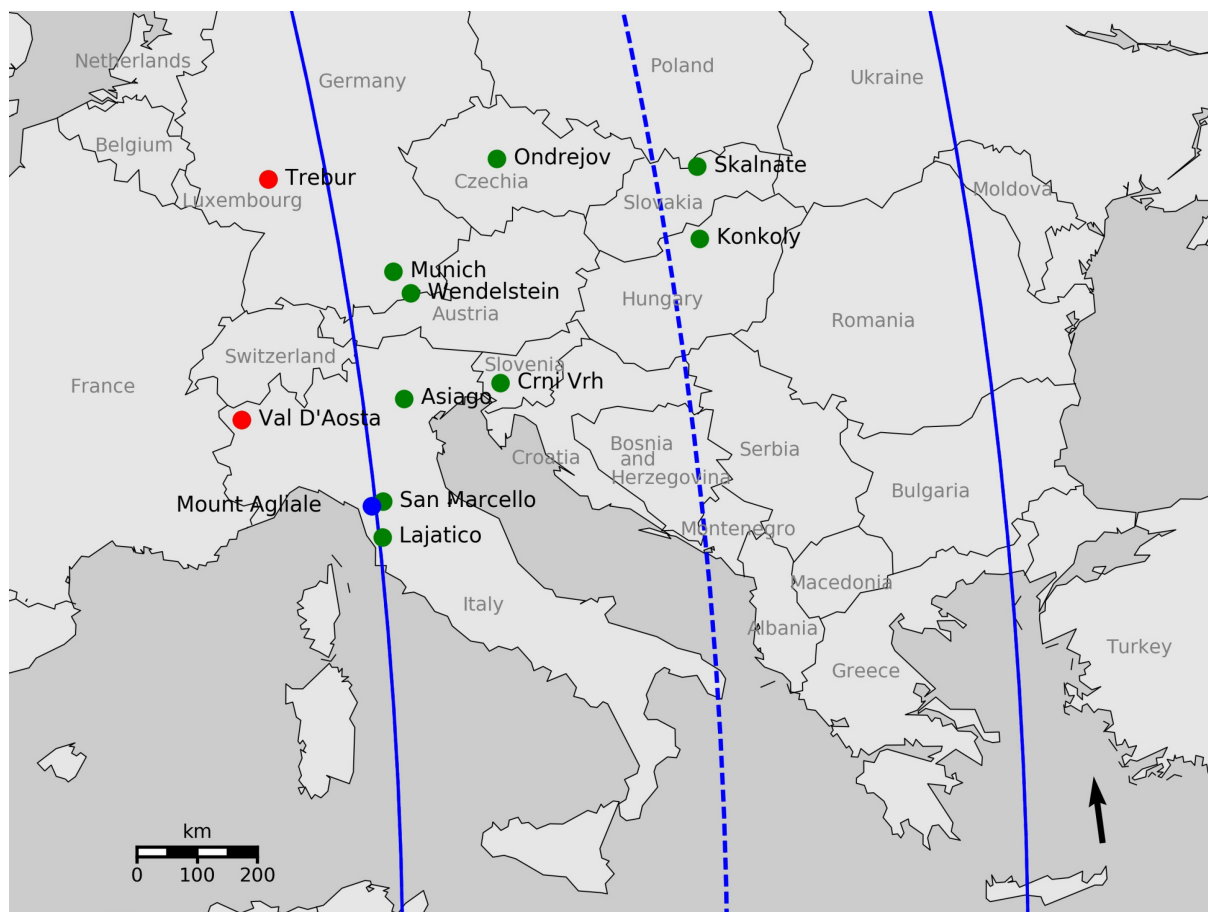 Netherlands
Poland
Ukraine
Germany
Belgium
Ondrejov
Skalnate
Trebur
Czechia
Moldova
Luxembourg
Slovakia
Konkoly
Munich
Wendelstein
Hungary
Austria
Romania
Switzerland
Slovenia
France
Crni Vrh
Asiago
Val D'Aosta
Bosnia
and
Herzegovina
Serbia
Croatia
Bulgaria
San Marcello
Mount Agliale
Montenegro
Lajatico
Macedonia
Italy
Albania
Turkey
Greece
km
0 100 200